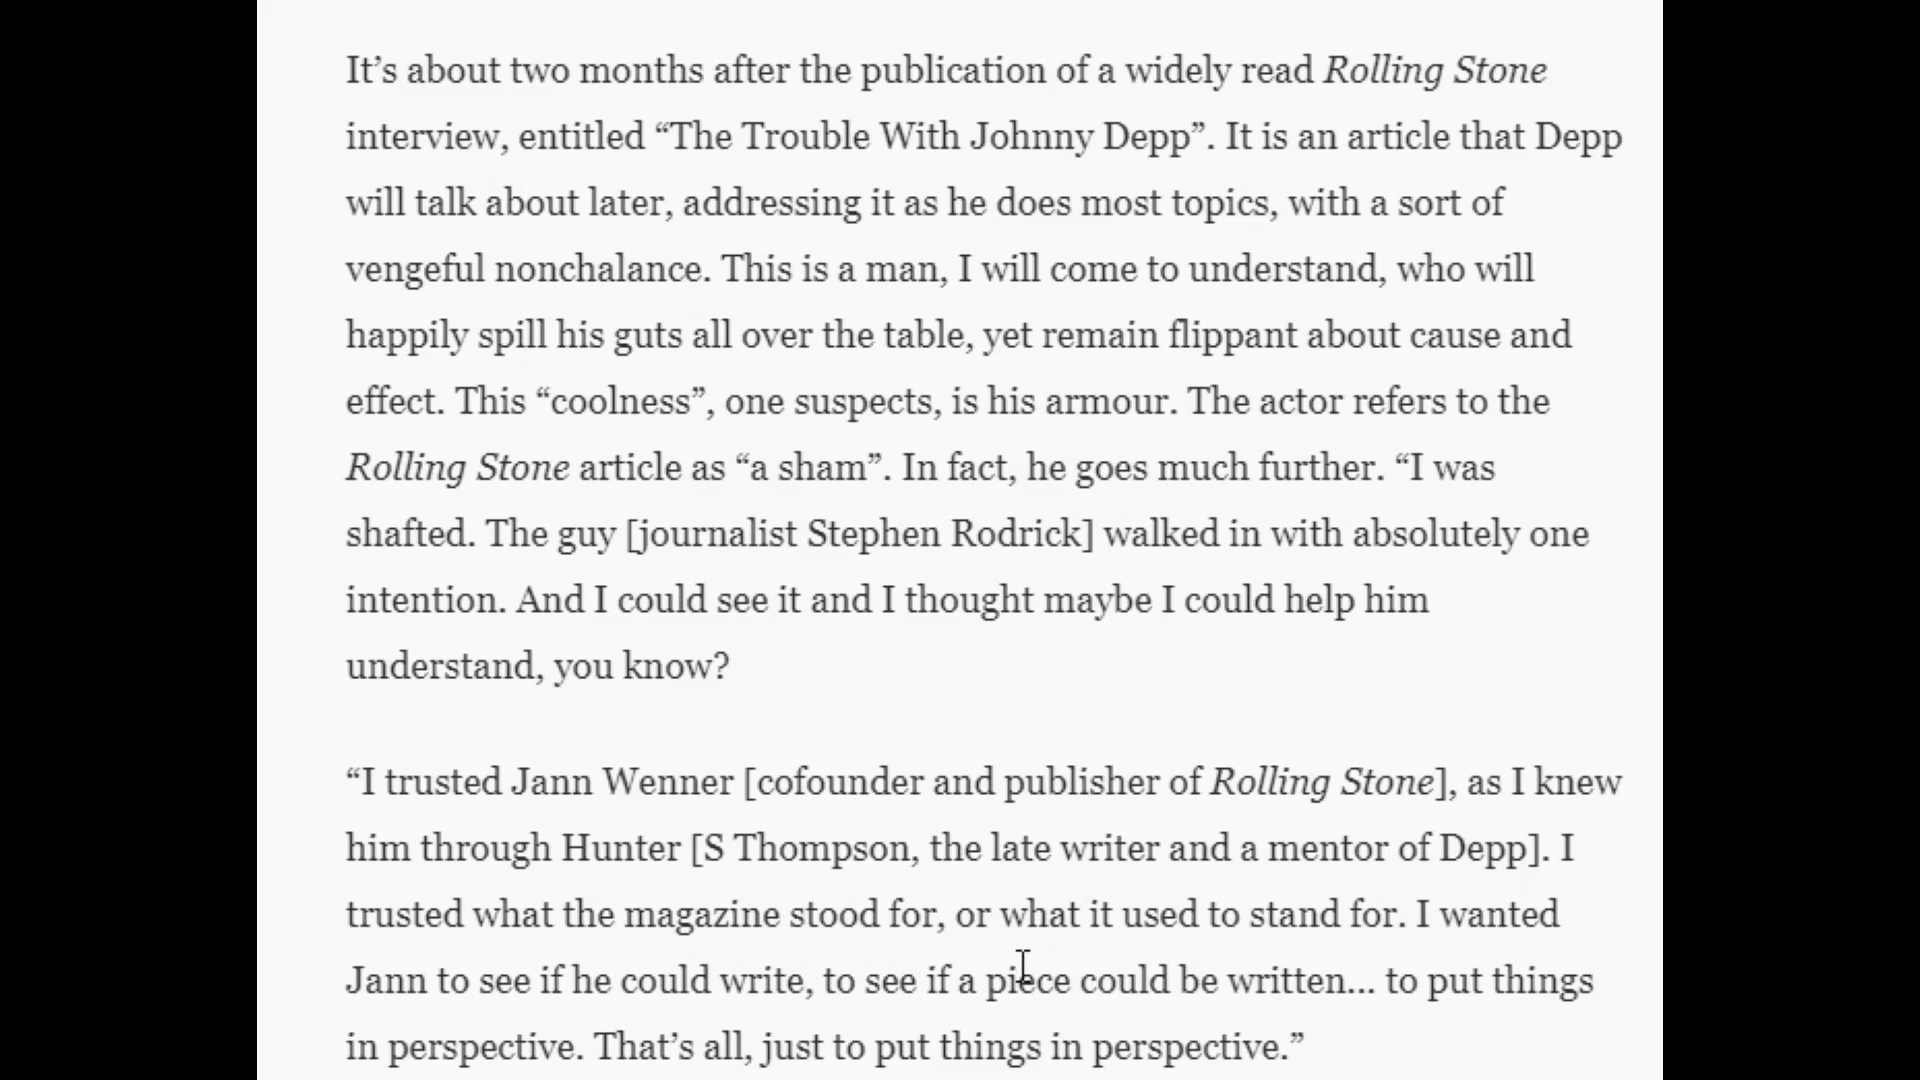 It’s about two months after the publication of a widely read Rolling Stone
interview, entitled “The Trouble With Johnny Depp”. It is an article that Depp
will talk about later, addressing it as he does most topics, with a sort of
vengeful nonchalance. This is a man, I will come to understand, who will
happily spill his guts all over the table, yet remain flippant about cause and
effect. This “coolness”, one suspects, is his armour. The actor refers to the
Rolling Stone article as “a sham”. In fact, he goes much further. “I was
shafted. The guy [journalist Stephen Rodrick] walked in with absolutely one
intention. And I could see it and I thought maybe I could help him
understand, you know?
“I trusted Jann Wenner [cofounder and publisher of Rolling Stone], as I knew
him through Hunter [S Thompson, the late writer and a mentor of Depp]. I
trusted what the magazine stood for, or what it used to stand for. I wanted
Jann to see if he could write, to see if a piece could be written... to put things
in perspective. That’s all, just to put things in perspective.”